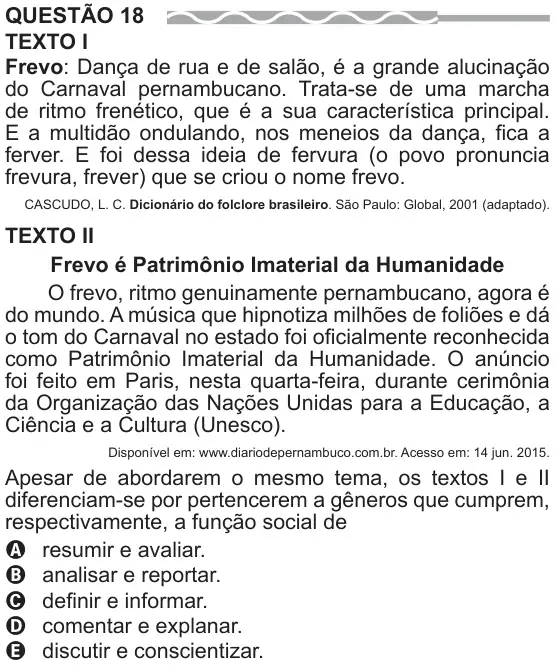 QUESTÃO 18
TEXTO I
Frevo: Dança de rua e de salão, é a grande alucinação
do Carnaval pernambucano. Trata-se de uma marcha
de ritmo frenético, que é a sua característica principal.
E a multidão ondulando, nos meneios da dança, fica a
ferver. E foi dessa ideia de fervura (o povo pronuncia
frevura, frever) que se criou o nome frevo.
CASCUDO, L. C. Dicionário do folclore brasileiro. São Paulo: Global, 2001 (adaptado).
TEXTO II
Frevo é Patrimônio Imaterial da Humanidade
O frevo, ritmo genuinamente pernambucano, agora é
do mundo. A música que hipnotiza milhões de foliões e dá
o tom do Carnaval no estado foi oficialmente reconhecida
como Patrimônio Imaterial da Humanidade. O anúncio
foi feito em Paris, nesta quarta-feira, durante cerimônia
da Organização das Nações Unidas para a Educação, a
Ciência e a Cultura (Unesco).
Disponível em: www.diariodepernambuco.com.br. Acesso em: 14 jun. 2015.
Apesar de abordarem o mesmo tema, os textos I e II
diferenciam-se por pertencerem a gêneros que cumprem,
respectivamente, a função social de
A resumir e avaliar.
B analisar e reportar.
C definir e informar.
D comentar e explanar.
E discutir e conscientizar.